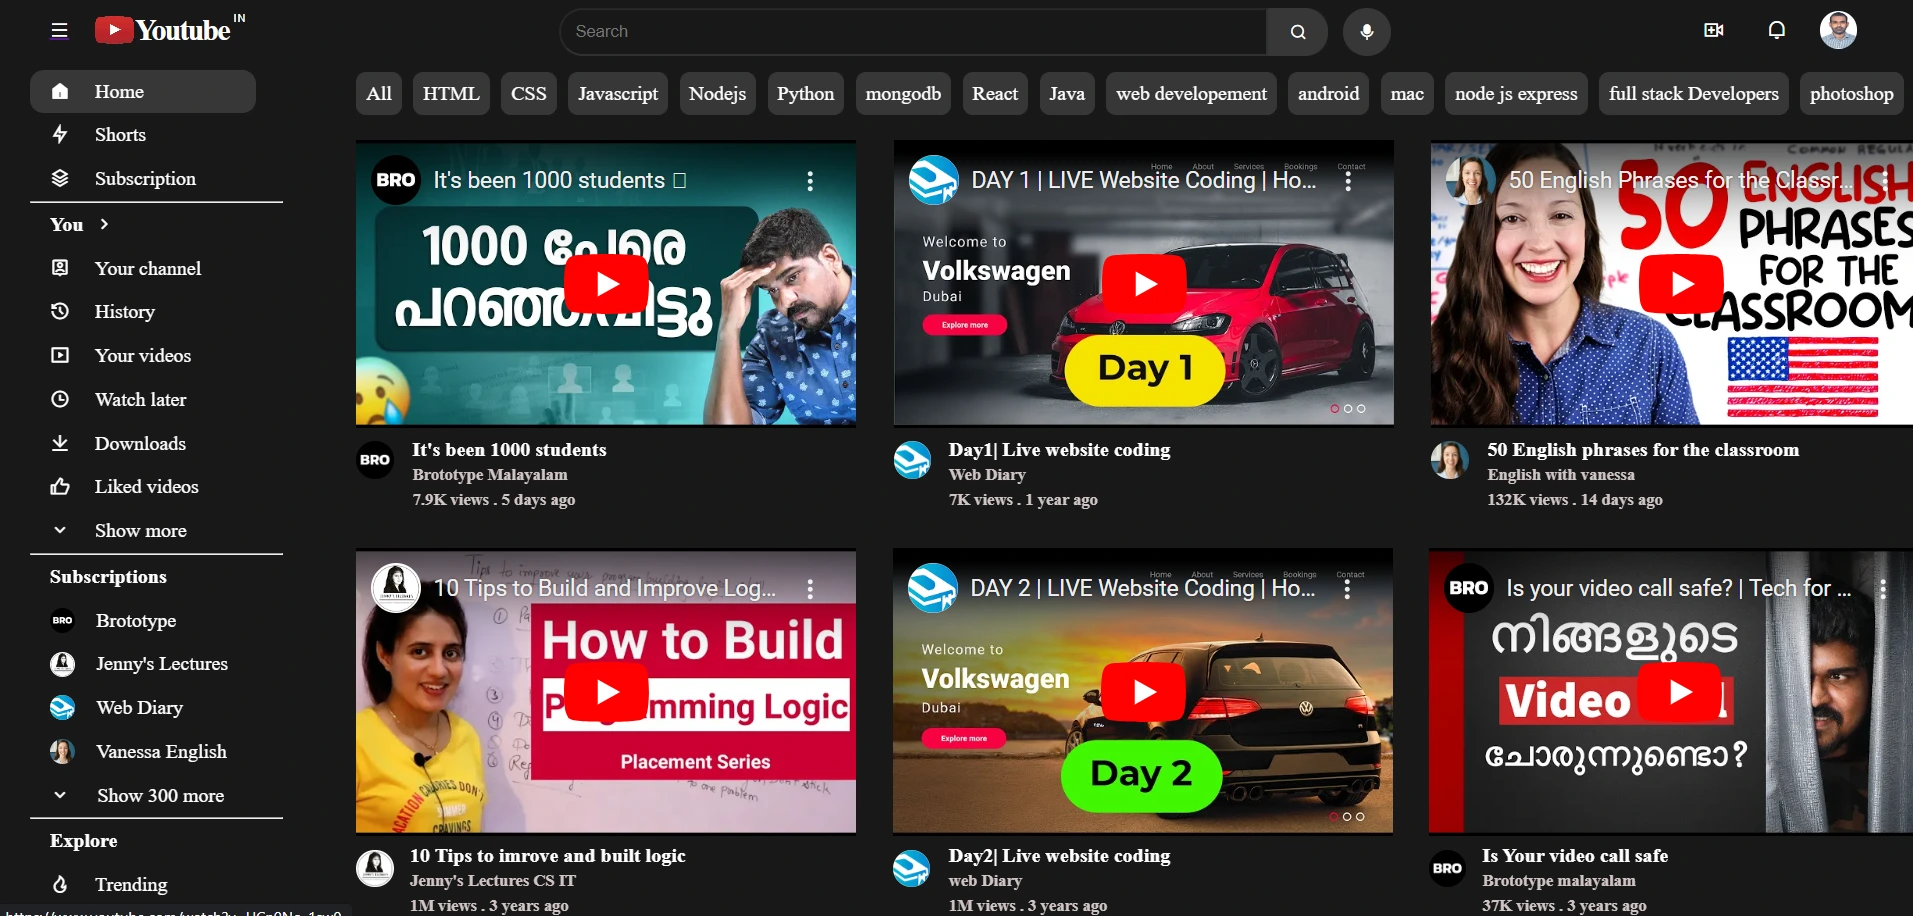 Youtube IN
Search
Home
Shorts
Subscription
You
Your channel
History
Your videos
Watch later
Downloads
Liked videos
Show more
Subscriptions
BRO Brototype
Jenny's Lectures
Web Diary
Vanessa English
Show 300 more
Explore
Trending
All HTML CSS Javascript Nodejs Python mongodb React Java web developement android mac node js express full stack Developers photoshop
BRO It's been 1000 students
1000 പേരെ
പറഞ്ഞുവിട്ടു
BRO It's been 1000 students
Brototype Malayalam
7.9K views . 5 days ago
Home About Services Bookings Contact
DAY 1 | LIVE Website Coding | Ho...
Welcome to
Volkswagen
Dubai
Explore more
Day 1
Day1| Live website coding
Web Diary
7K views . 1 year ago
COMMON REGULA
50 English Phrases for the Classr...
50 ENGLISH
PHRASES
FOR THE
CLASSROOM
50 English phrases for the classroom
English with vanessa
132K views . 14 days ago
10 Tips to Build and Improve Log...
How to Build
Programming Logic
Placement Series
10 Tips to imrove and built logic
Jenny's Lectures CS IT
1M views . 3 years ago
Home About Services Bookings Contact
DAY 2 | LIVE Website Coding | Ho...
Welcome to
Volkswagen
Dubai
Explore more
Day 2
Day2| Live website coding
web Diary
1M views . 3 years ago
BRO Is your video call safe? | Tech for ...
നിങ്ങളുടെ
Video
ചോരുന്നുണ്ടൊ?
BRO Is Your video call safe
Brototype malayalam
37K views . 3 years ago